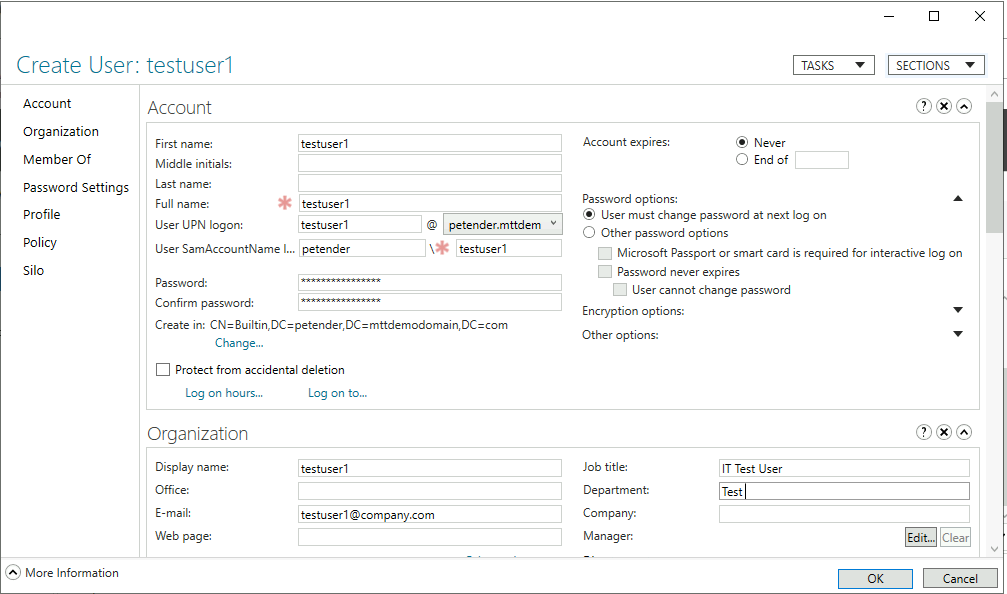 Create User: testuser1
TASKS
SECTIONS
Account
Organization
Member Of
Password Settings
Profile
Policy
Silo
Account
First name: testuser1
Middle initials:
Last name:
Full name: * testuser1
User UPN logon: testuser1 @ petender.mttdem
User SamAccountName l... petender \* testuser1
Password: ****************
Confirm password: ****************
Create in: CN=Builtin,DC=petender,DC=mttdemodomain,DC=com
Change...
Protect from accidental deletion
Log on hours... Log on to...
Account expires: Never
End of
Password options:
User must change password at next log on
Other password options
Microsoft Passport or smart card is required for interactive log on
Password never expires
User cannot change password
Encryption options:
Other options:
Organization
Display name: testuser1
Office:
E-mail: testuser1@company.com
Web page:
Job title: IT Test User
Department: Test
Company:
Manager: Edit... Clear
More Information
OK Cancel